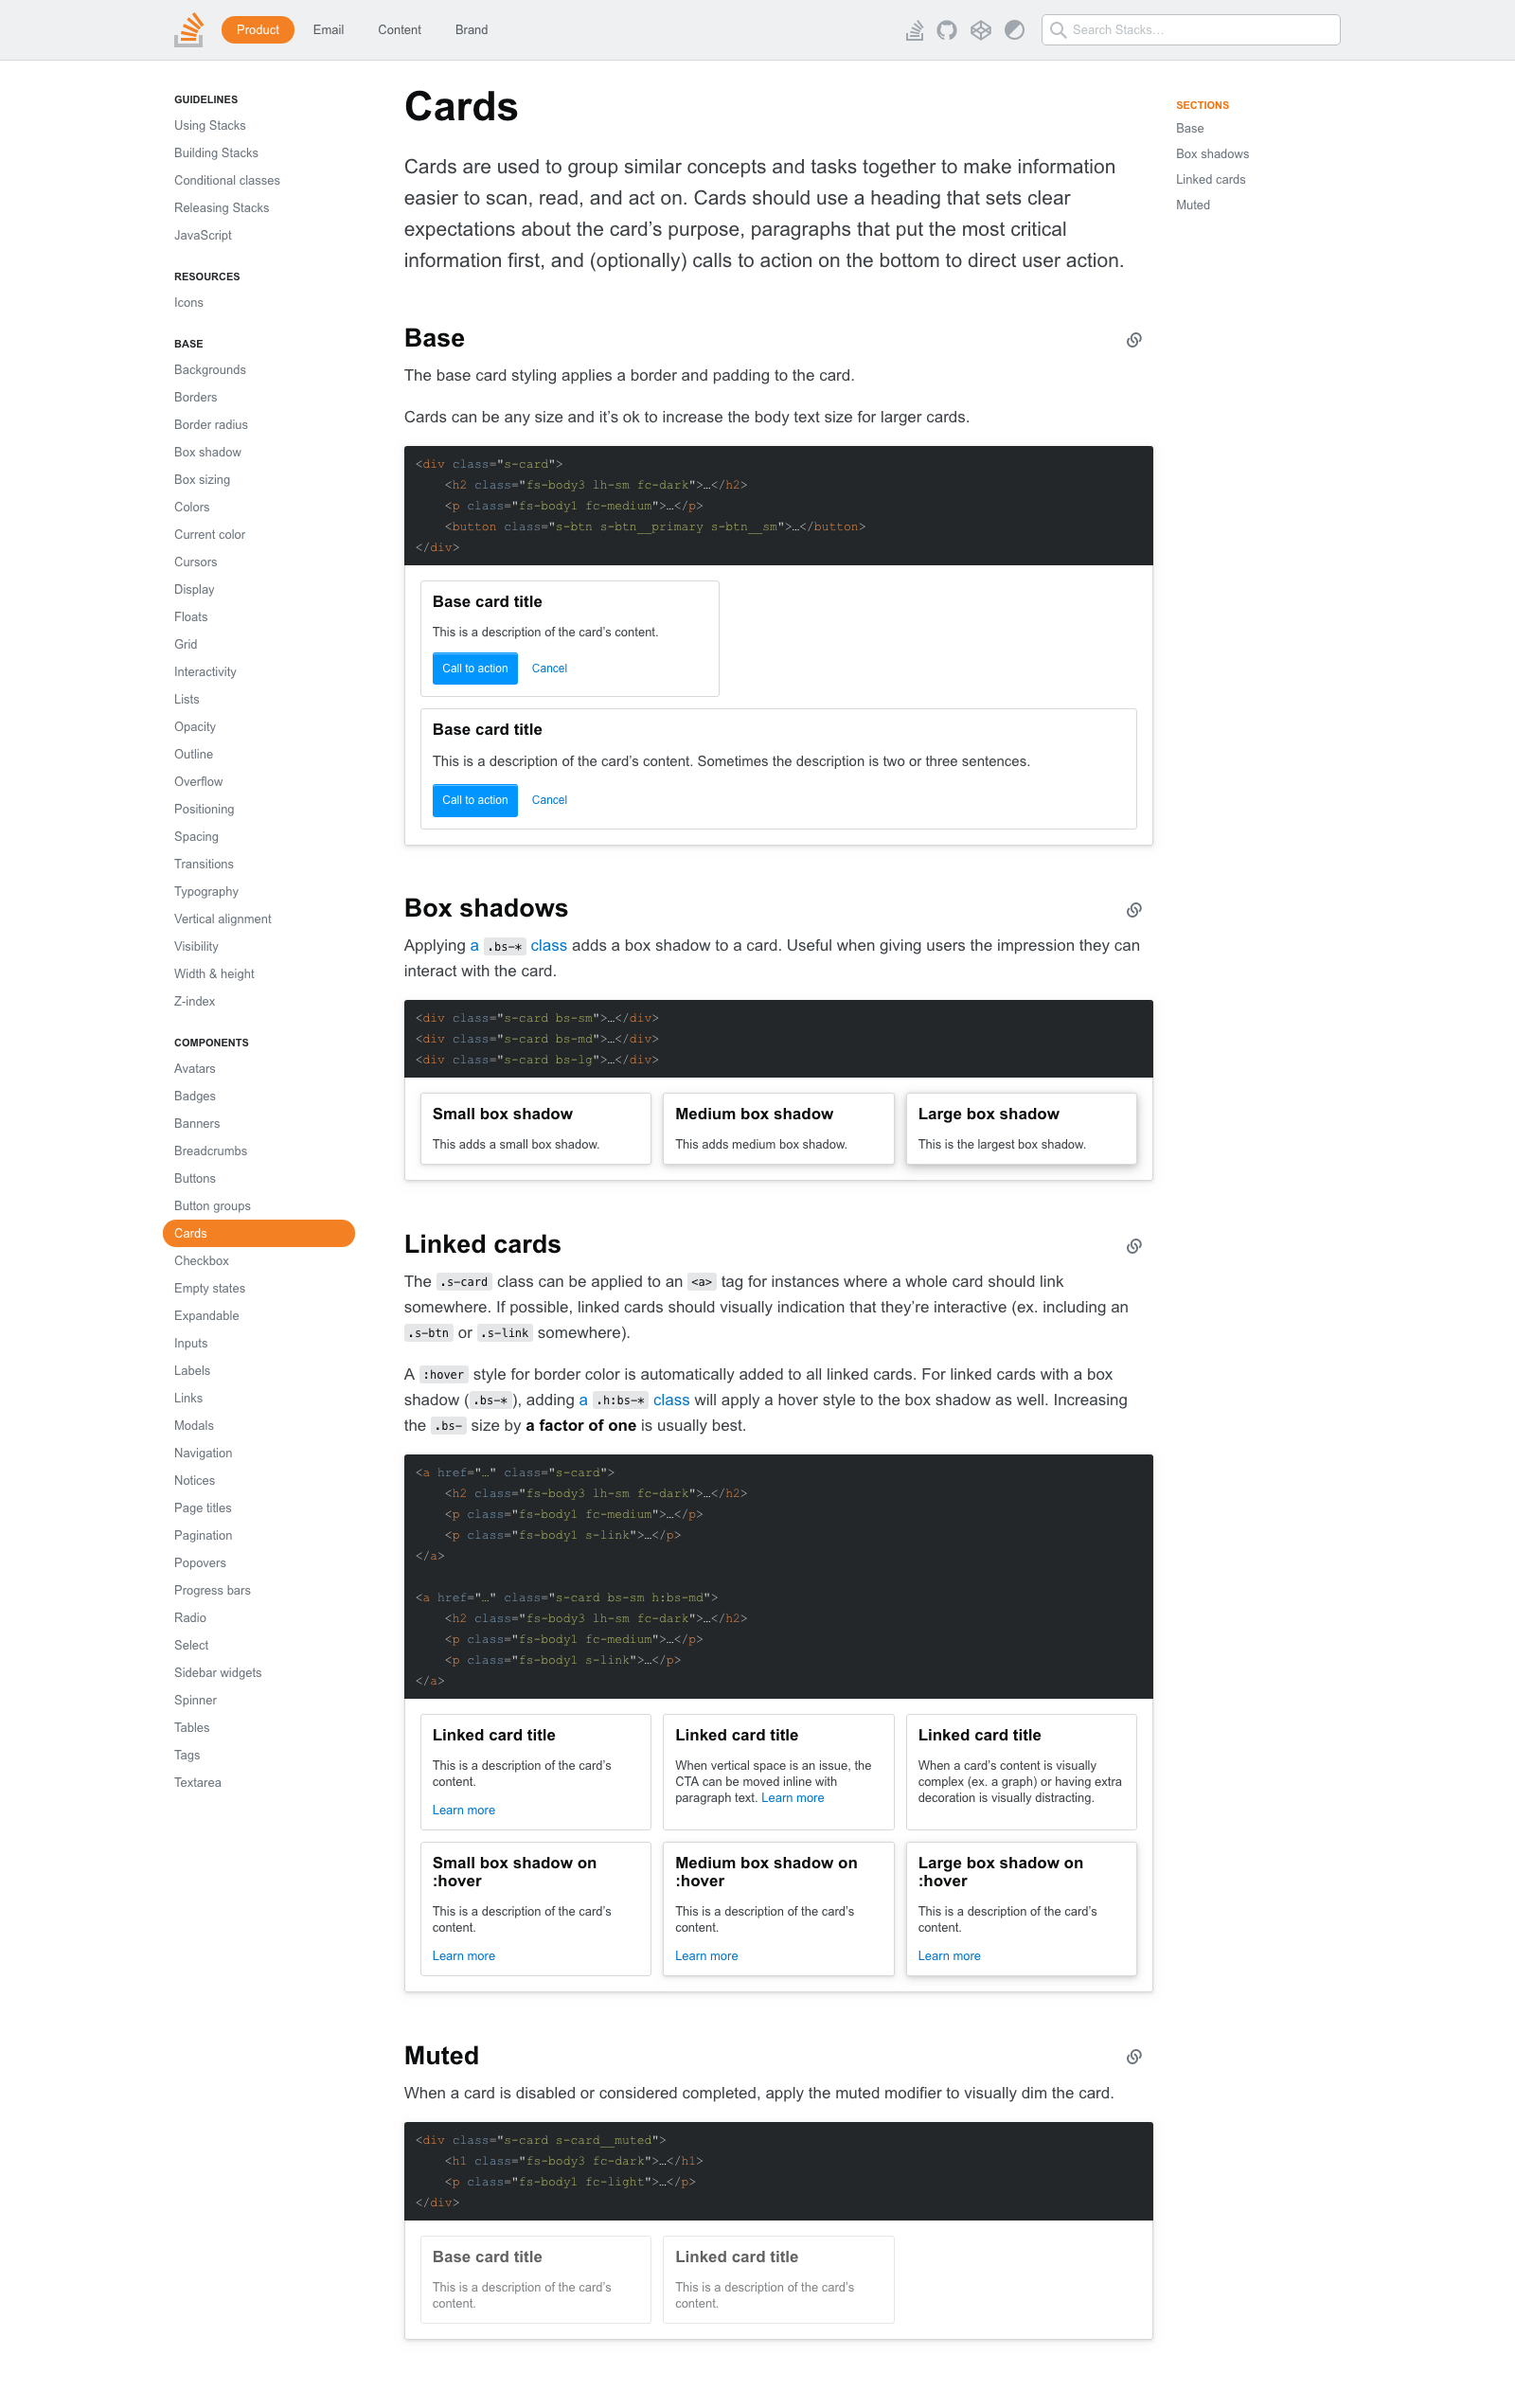 Product
Email
Content
Brand
Search Stacks…
GUIDELINES
Using Stacks
Building Stacks
Conditional classes
Releasing Stacks
JavaScript
RESOURCES
Icons
BASE
Backgrounds
Borders
Border radius
Box shadow
Box sizing
Colors
Current color
Cursors
Display
Floats
Grid
Interactivity
Lists
Opacity
Outline
Overflow
Positioning
Spacing
Transitions
Typography
Vertical alignment
Visibility
Width & height
Z-index
COMPONENTS
Avatars
Badges
Banners
Breadcrumbs
Buttons
Button groups
Cards
Checkbox
Empty states
Expandable
Inputs
Labels
Links
Modals
Navigation
Notices
Page titles
Pagination
Popovers
Progress bars
Radio
Select
Sidebar widgets
Spinner
Tables
Tags
Textarea
Cards
Cards are used to group similar concepts and tasks together to make information
easier to scan, read, and act on. Cards should use a heading that sets clear
expectations about the card’s purpose, paragraphs that put the most critical
information first, and (optionally) calls to action on the bottom to direct user action.
Base
The base card styling applies a border and padding to the card.
Cards can be any size and it’s ok to increase the body text size for larger cards.
<div class="s-card">
    <h2 class="fs-body3 lh-sm fc-dark">…</h2>
    <p class="fs-body1 fc-medium">…</p>
    <button class="s-btn s-btn__primary s-btn__sm">…</button>
</div>
Base card title
This is a description of the card’s content.
Call to action Cancel
Base card title
This is a description of the card’s content. Sometimes the description is two or three sentences.
Call to action Cancel
Box shadows
Applying a .bs-* class adds a box shadow to a card. Useful when giving users the impression they can
interact with the card.
<div class="s-card bs-sm">…</div>
<div class="s-card bs-md">…</div>
<div class="s-card bs-lg">…</div>
Small box shadow
This adds a small box shadow.
Medium box shadow
This adds medium box shadow.
Large box shadow
This is the largest box shadow.
Linked cards
The .s-card class can be applied to an <a> tag for instances where a whole card should link
somewhere. If possible, linked cards should visually indication that they’re interactive (ex. including an
.s-btn or .s-link somewhere).
A :hover style for border color is automatically added to all linked cards. For linked cards with a box
shadow (.bs-*), adding a .h:bs-* class will apply a hover style to the box shadow as well. Increasing
the .bs- size by a factor of one is usually best.
<a href="…" class="s-card">
    <h2 class="fs-body3 lh-sm fc-dark">…</h2>
    <p class="fs-body1 fc-medium">…</p>
    <p class="fs-body1 s-link">…</p>
</a>
<a href="…" class="s-card bs-sm h:bs-md">
    <h2 class="fs-body3 lh-sm fc-dark">…</h2>
    <p class="fs-body1 fc-medium">…</p>
    <p class="fs-body1 s-link">…</p>
</a>
Linked card title
This is a description of the card’s
content.
Learn more
Linked card title
When vertical space is an issue, the
CTA can be moved inline with
paragraph text. Learn more
Linked card title
When a card’s content is visually
complex (ex. a graph) or having extra
decoration is visually distracting.
Small box shadow on
:hover
This is a description of the card’s
content.
Learn more
Medium box shadow on
:hover
This is a description of the card’s
content.
Learn more
Large box shadow on
:hover
This is a description of the card’s
content.
Learn more
Muted
When a card is disabled or considered completed, apply the muted modifier to visually dim the card.
<div class="s-card s-card__muted">
    <h1 class="fs-body3 fc-dark">…</h1>
    <p class="fs-body1 fc-light">…</p>
</div>
Base card title
This is a description of the card’s
content.
Linked card title
This is a description of the card’s
content.
SECTIONS
Base
Box shadows
Linked cards
Muted